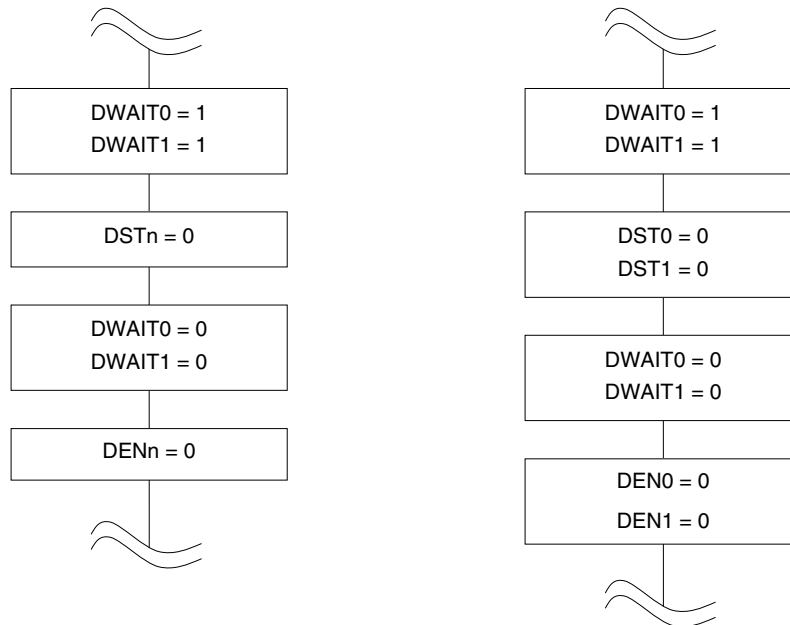 DWAIT0 = 1
DWAIT1 = 1
DSTn = 0
DWAIT0 = 0
DWAIT1 = 0
DENn = 0
DWAIT0 = 1
DWAIT1 = 1
DST0 = 0
DST1 = 0
DWAIT0 = 0
DWAIT1 = 0
DEN0 = 0
DEN1 = 0